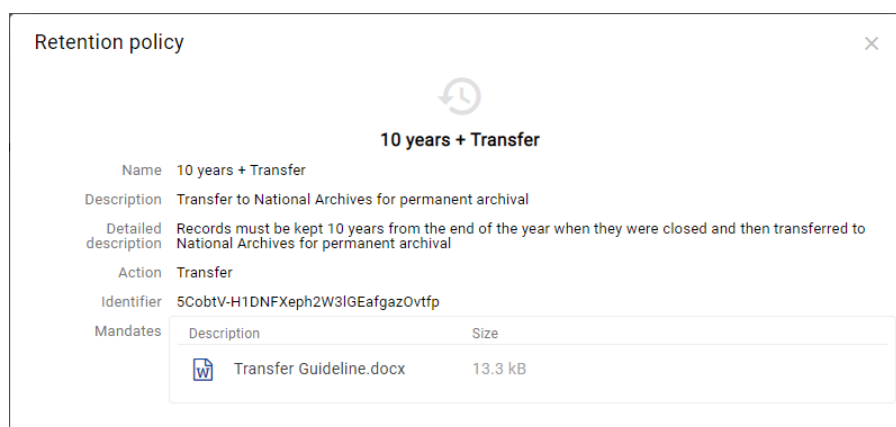 Retention policy
10 years + Transfer
Name 10 years + Transfer
Description Transfer to National Archives for permanent archival
Detailed description Records must be kept 10 years from the end of the year when they were closed and then transferred to
National Archives for permanent archival
Action Transfer
Identifier 5CobtV-H1DNFXeph2W3lGEafgazOvtfp
Mandates
Description Size
Transfer Guideline.docx 13.3 kB